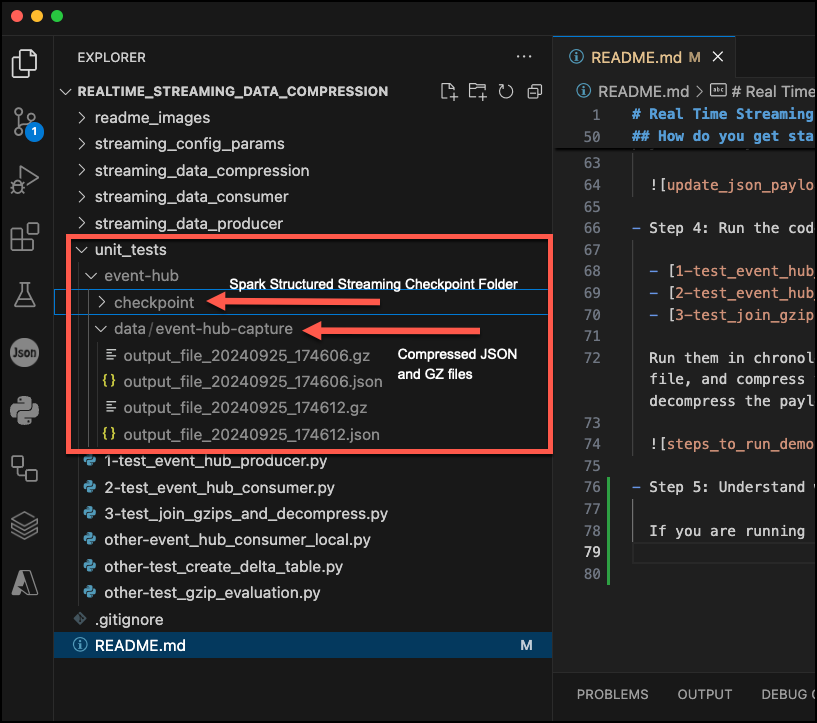 EXPLORER
REALTIME_STREAMING_DATA_COMPRESSION
readme_images
streaming_config_params
streaming_data_compression
streaming_data_consumer
streaming_data_producer
unit_tests
event-hub
Spark Structured Streaming Checkpoint Folder
checkpoint
data/event-hub-capture
output_file_20240925_174606.gz
Compressed JSON
and GZ files
output_file_20240925_174606.json
output_file_20240925_174612.gz
output_file_20240925_174612.json
1-test_event_hub_producer.py
2-test_event_hub_consumer.py
3-test_join_gzips_and_decompress.py
other-event_hub_consumer_local.py
other-test_create_delta_table.py
other-test_gzip_evaluation.py
.gitignore
README.md M
1
Json
README.md M
README.md > abc # Real Time
1 # Real Time Streaming
50 ## How do you get sta
63
64 ![update_json_paylo
65
66 - Step 4: Run the cod
67
68 - [1-test_event_hub_
69 - [2-test_event_hub_
70 - [3-test_join_gzip
71
72 Run them in chronol
file, and compress
decompress the payl
73
74 ![steps_to_run_demo
75
76 - Step 5: Understand
77
78 If you are running
79
80
PROBLEMS OUTPUT DEBUG